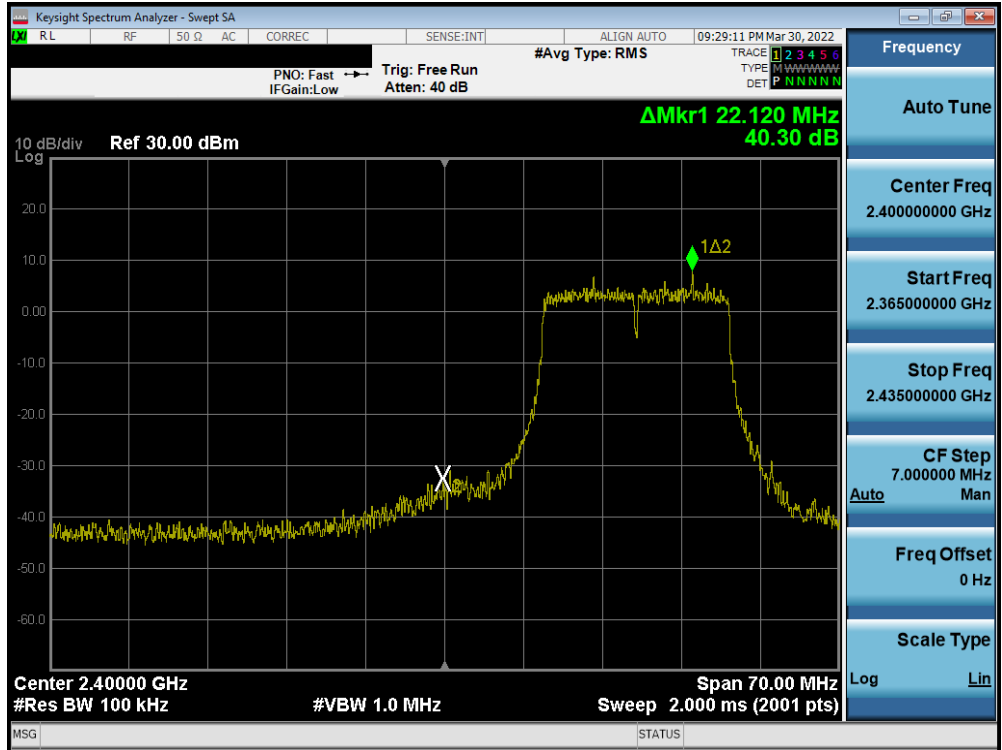 Keysight Spectrum Analyzer - Swept SA
LXI RL RF 50 Ω AC CORREC SENSE:INT ALIGN AUTO 09:29:11 PM Mar 30, 2022
#Avg Type: RMS
TRACE 1 2 3 4 5 6
PNO: Fast Trig: Free Run
TYPE M W W W W W
IFGain:Low Atten: 40 dB
DET P N N N N N
ΔMkr1 22.120 MHz
40.30 dB
10 dB/div Ref 30.00 dBm
Log
20.0
10.0
0.00
-10.0
-20.0
-30.0
-40.0
-50.0
-60.0
1Δ2
X2
Center 2.40000 GHz Span 70.00 MHz
#Res BW 100 kHz #VBW 1.0 MHz Sweep 2.000 ms (2001 pts)
MSG STATUS
Frequency
Auto Tune
Center Freq
2.400000000 GHz
Start Freq
2.365000000 GHz
Stop Freq
2.435000000 GHz
CF Step
7.000000 MHz
Auto Man
Freq Offset
0 Hz
Scale Type
Log Lin